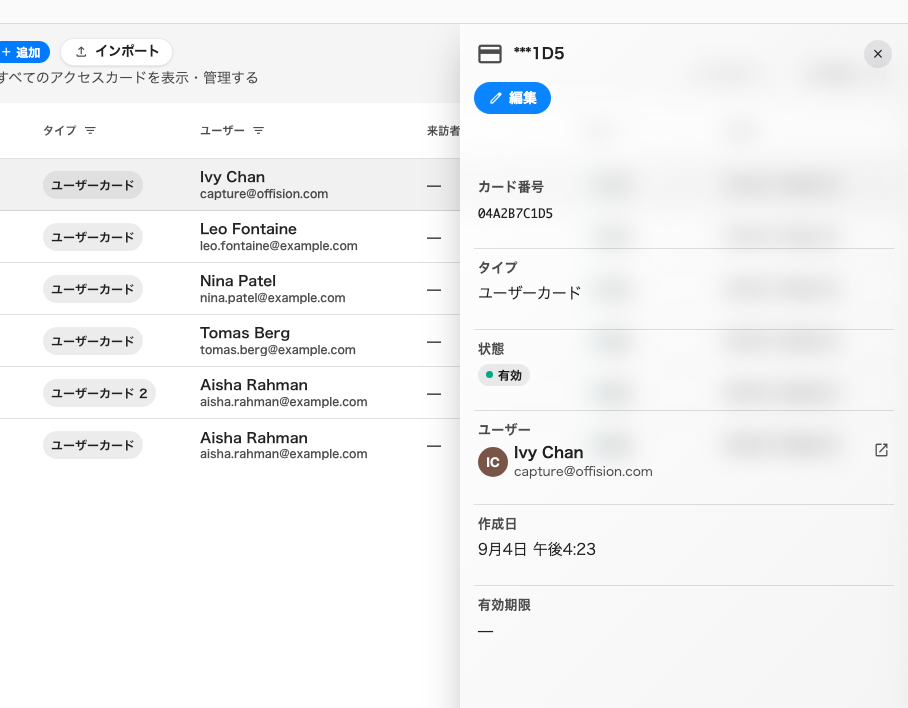 + 追加
インポート
すべてのアクセスカードを表示・管理する
タイプ
ユーザー
来訪者
ユーザーカード
Ivy Chan
capture@offision.com
—
ユーザーカード
Leo Fontaine
leo.fontaine@example.com
—
ユーザーカード
Nina Patel
nina.patel@example.com
—
ユーザーカード
Tomas Berg
tomas.berg@example.com
—
ユーザーカード 2
Aisha Rahman
aisha.rahman@example.com
—
ユーザーカード
Aisha Rahman
aisha.rahman@example.com
—
***1D5
編集
カード番号
04A2B7C1D5
タイプ
ユーザーカード
状態
有効
ユーザー
IC
Ivy Chan
capture@offision.com
作成日
9月4日 午後4:23
有効期限
—